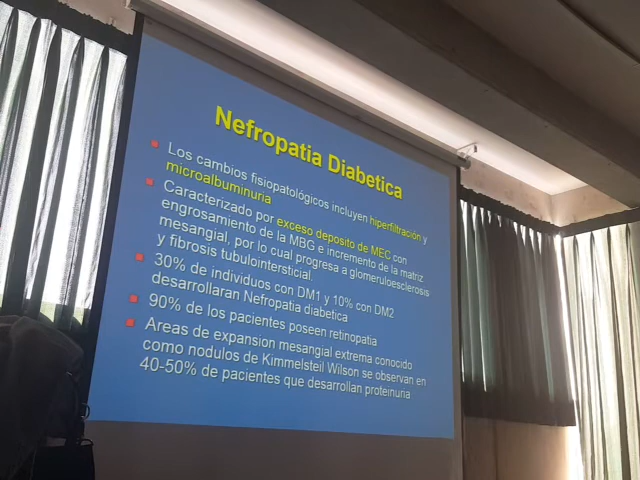 Nefropatia Diabetica
Los cambios fisiopatológicos incluyen hiperfiltración y
microalbuminuria
Caracterizado por exceso deposito de MEC con
engrosamiento de la MBG e incremento de la matriz
mesangial, por lo cual progresa a glomeruloesclerosis
y fibrosis tubulointersticial.
30% de individuos con DM1 y 10% con DM2
desarrollaran Nefropatia diabetica
90% de los pacientes poseen retinopatia
Areas de expansion mesangial extrema conocido
como nodulos de Kimmelsteil Wilson se observan en
40-50% de pacientes que desarrollan proteinuria